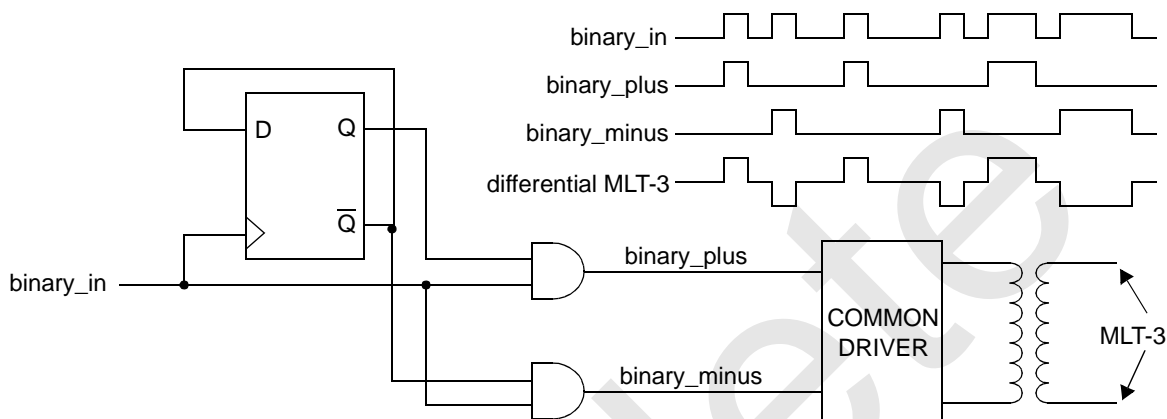 binary_in
binary_plus
binary_minus
differential MLT-3
D
Q
Q̅
binary_in
binary_plus
binary_minus
COMMON
DRIVER
MLT-3